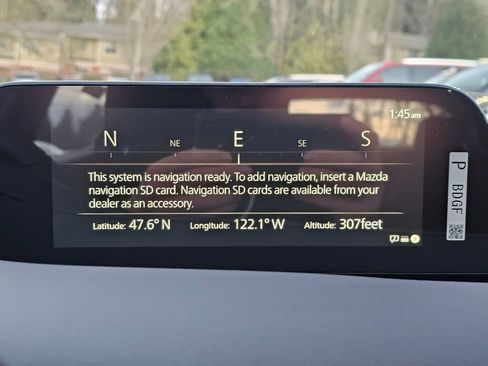 1:45am
N NE E SE S
This system is navigation ready. To add navigation, insert a Mazda
navigation SD card. Navigation SD cards are available from your
dealer as an accessory.
Latitude: 47.6° N Longitude: 122.1° W Altitude: 307feet
P BDGF